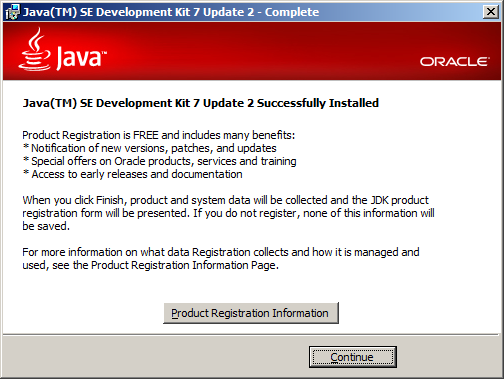 Java(TM) SE Development Kit 7 Update 2 - Complete
Java™
ORACLE®
Java(TM) SE Development Kit 7 Update 2 Successfully Installed
Product Registration is FREE and includes many benefits:
* Notification of new versions, patches, and updates
* Special offers on Oracle products, services and training
* Access to early releases and documentation
When you click Finish, product and system data will be collected and the JDK product
registration form will be presented. If you do not register, none of this information will
be saved.
For more information on what data Registration collects and how it is managed and
used, see the Product Registration Information Page.
Product Registration Information
Continue